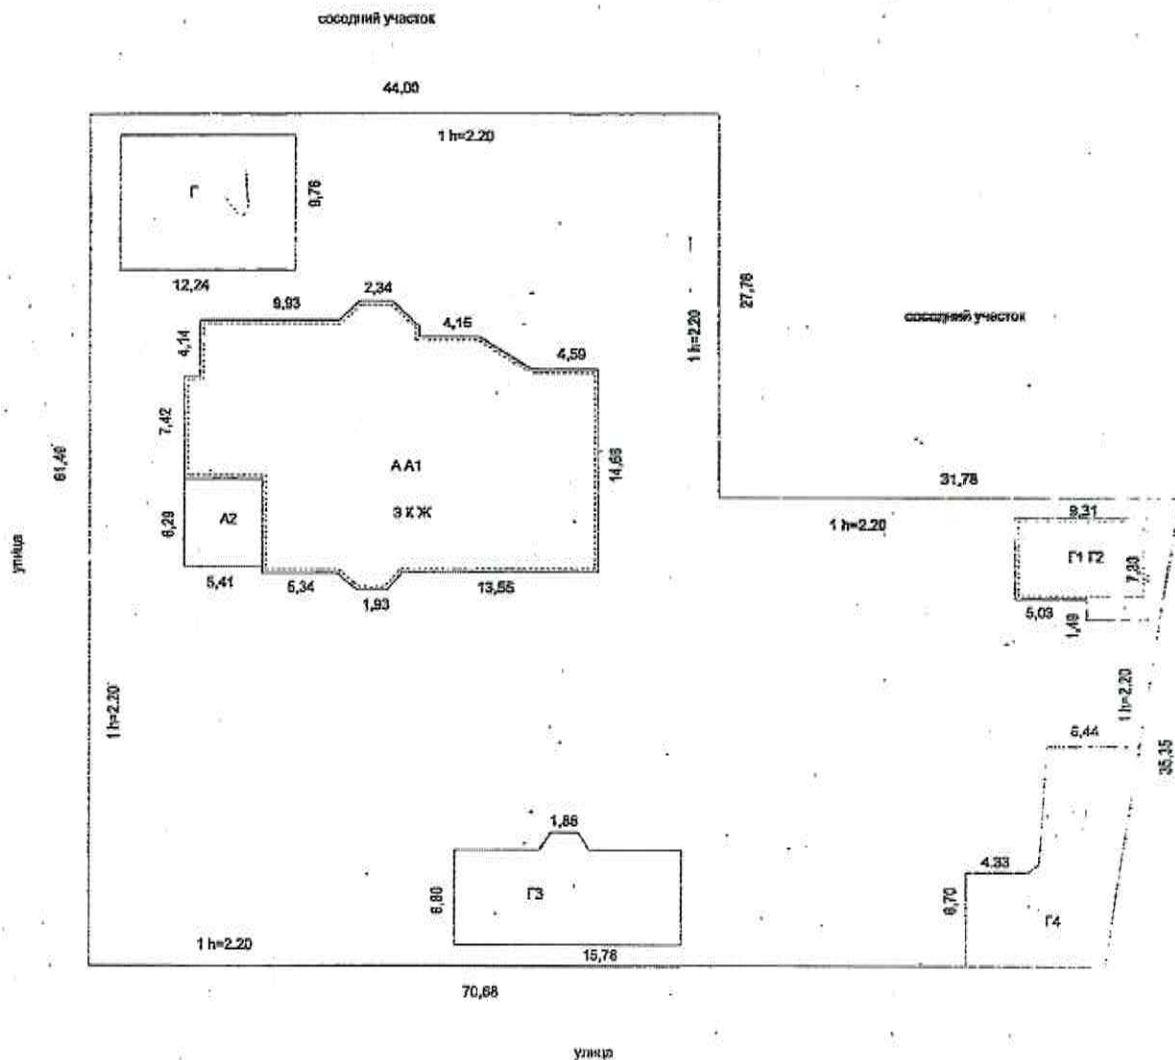 соседний участок
44,00
1 h=2.20
Г
9,76
12,24
27,76
1 h=2.20
9,93
2,34
4,15
4,59
4,14
соседний участок
7,42
А А1
14,66
61,49
3 К Ж
31,78
1 h=2.20
9,31
6,29
А2
Г1 Г2
7,30
улица
5,41
5,34
1,93
13,55
5,03
1,49
1 h=2.20
1 h=2.20
5,44
35,35
1,86
4.33
6,80
Г3
6,70
Г4
1 h=2.20
15,76
70,68
улица